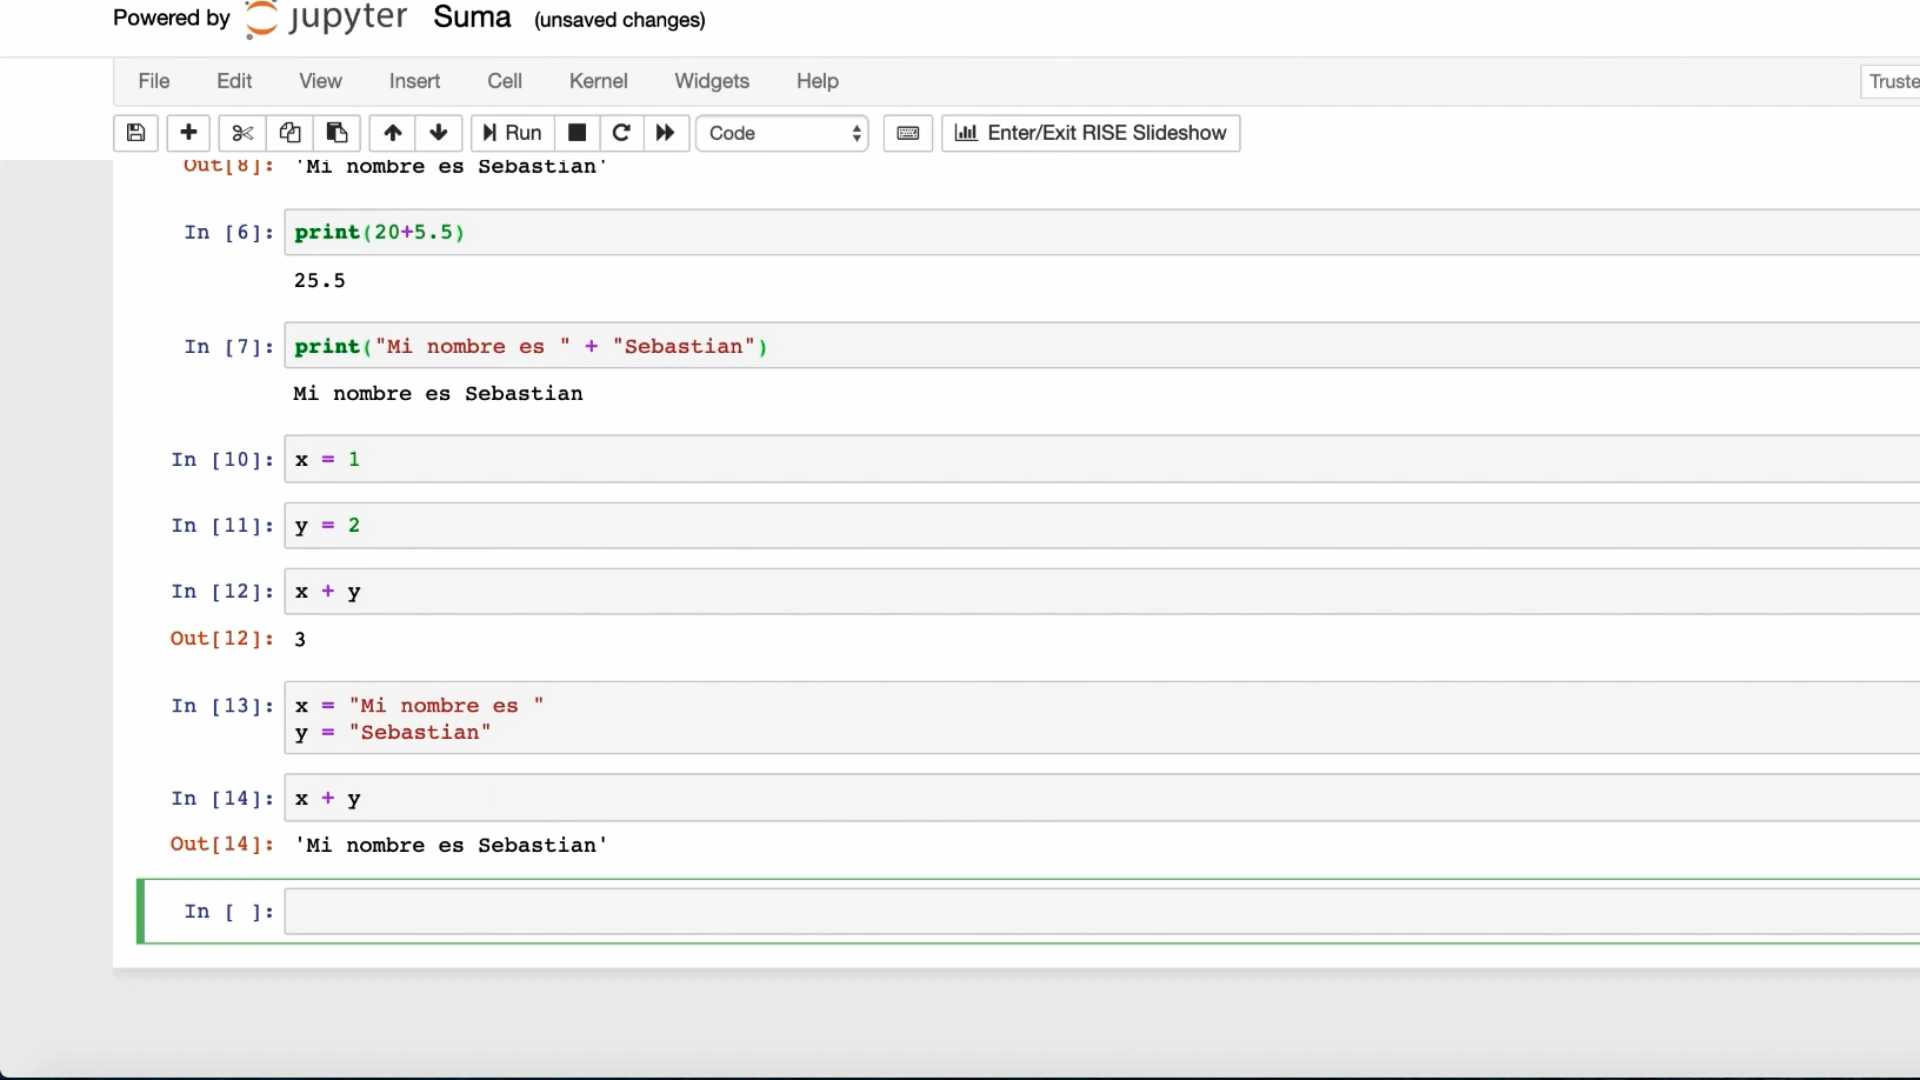 Powered by jupyter Suma (unsaved changes)
File Edit View Insert Cell Kernel Widgets Help Truste
Run Code Enter/Exit RISE Slideshow
Out[8]: 'Mi nombre es Sebastian'
In [6]: print(20+5.5)
25.5
In [7]: print("Mi nombre es " + "Sebastian")
Mi nombre es Sebastian
In [10]: x = 1
In [11]: y = 2
In [12]: x + y
Out[12]: 3
In [13]: x = "Mi nombre es "
y = "Sebastian"
In [14]: x + y
Out[14]: 'Mi nombre es Sebastian'
In [ ]: